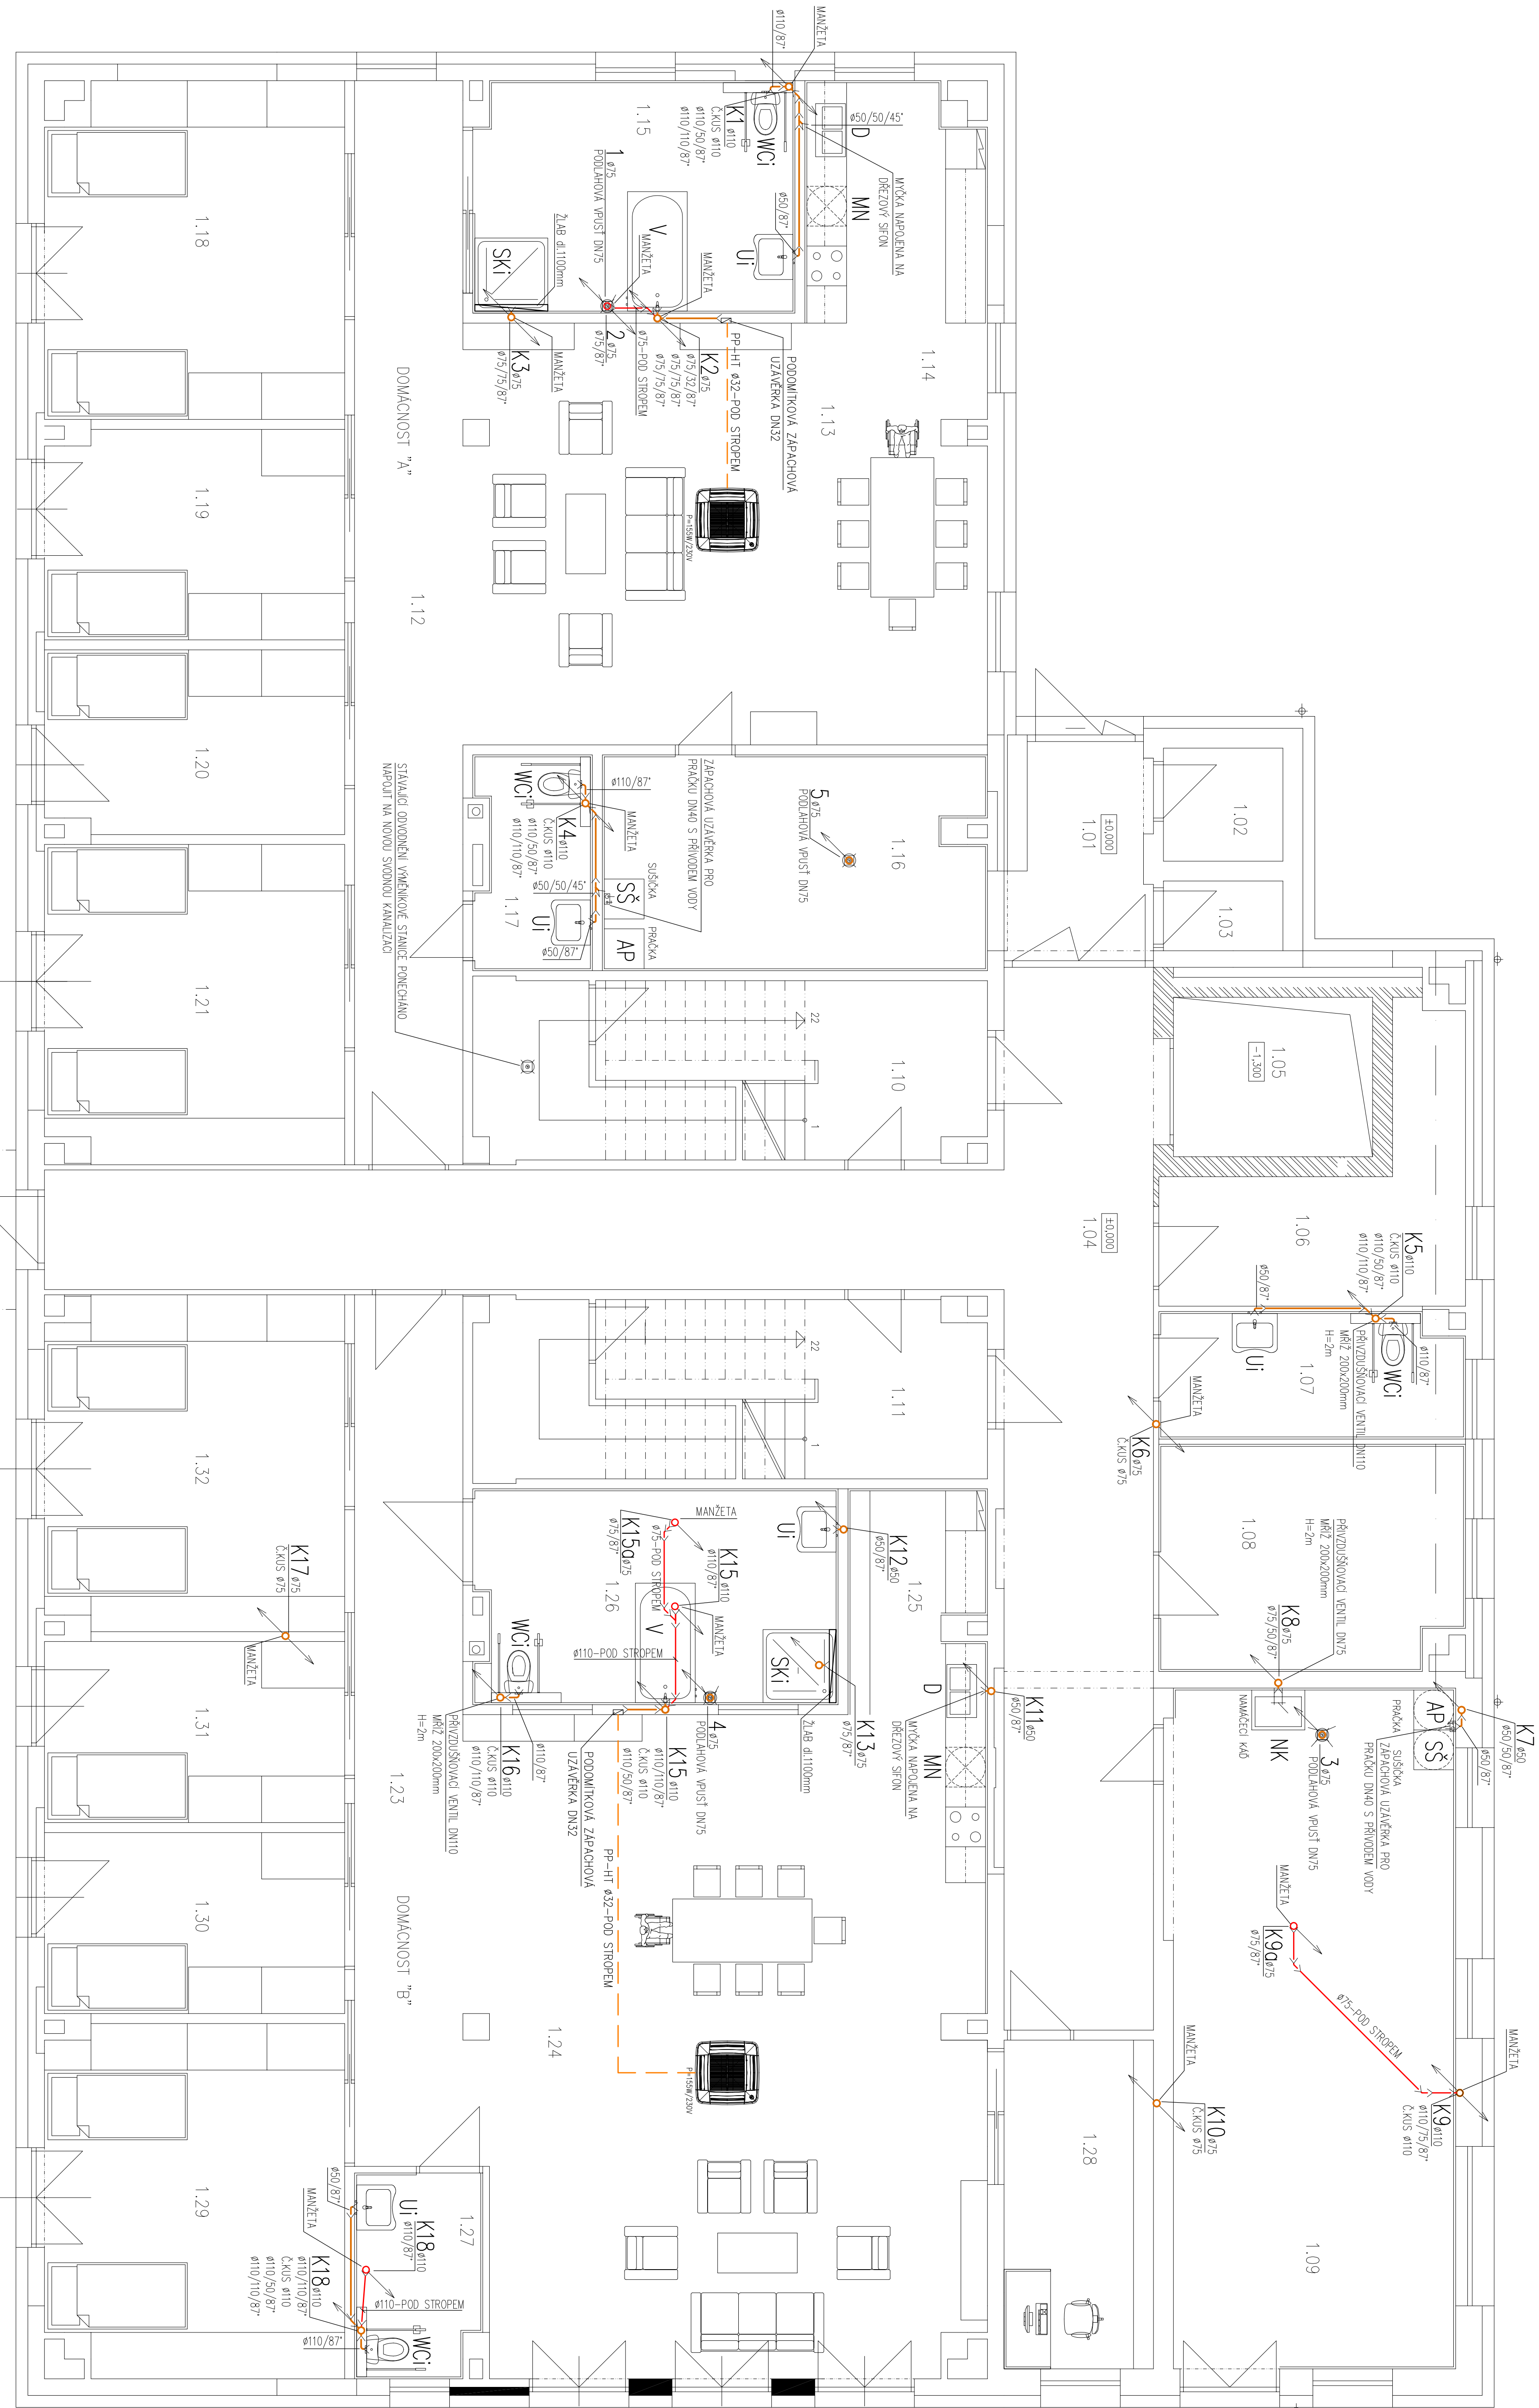 MANŽETA
ø110/87°
K1 ø110
Č.KUS ø110
ø110/50/87°
ø110/110/87°
WCi
ø50/50/45°
D
MYČKA NAPOJENA NA
DŘEZOVÝ SIFON
MN
ø50/87°
Ui
1.15
1 ø75
PODLAHOVÁ VPUSŤ DN75
V
MANŽETA
MANŽETA
ŽLAB dl.1100mm
SKi
2 ø75
ø75/87°
ø75-POD STROPEM
K2 ø75
ø75/32/87°
ø75/75/87°
ø75/75/87°
K3 ø75
ø75/75/87°
MANŽETA
PODOMÍTKOVÁ ZÁPACHOVÁ
UZÁVĚRKA DN32
PP-HT ø32-POD STROPEM
P=155W/230V
1.14
1.13
1.12
DOMÁCNOST "A"
1.18
1.19
1.20
1.21
1.02
1.03
±0,000
1.01
1.16
5 ø75
PODLAHOVÁ VPUSŤ DN75
ZÁPACHOVÁ UZÁVĚRKA PRO
PRAČKU DN40 S PŘÍVODEM VODY
ø110/87°
WCi
K4 ø110
Č.KUS ø110
ø110/50/87°
ø110/110/87°
MANŽETA
SUŠIČKA
SŠ
PRAČKA
AP
ø50/50/45°
Ui
ø50/87°
1.17
STÁVAJÍCÍ ODVODNĚNÍ VÝMĚNÍKOVÉ STANICE PONECHÁNO
NAPOJIT NA NOVOU SVODNOU KANALIZACI
22
1
1.10
1.05
-1,300
±0,000
1.04
1.06
K5 ø110
Č.KUS ø110
ø110/50/87°
ø110/110/87°
ø50/87°
Ui
WCi
ø110/87°
PŘIVZDUŠŇOVACÍ VENTIL DN110
MŘÍŽ 200x200mm
H=2m
1.07
MANŽETA
K6 ø75
Č.KUS ø75
1.08
PŘIVZDUŠŇOVACÍ VENTIL DN75
MŘÍŽ 200x200mm
H=2m
K8 ø75
ø75/50/87°
NAMÁČECÍ KÁĎ
NK
K7 ø50
ø50/50/87°
ø50/87°
AP
SŠ
PRAČKA
SUŠIČKA
ZÁPACHOVÁ UZÁVĚRKA PRO
PRAČKU DN40 S PŘÍVODEM VODY
3 ø75
PODLAHOVÁ VPUSŤ DN75
MANŽETA
K9a ø75
ø75/87°
ø75-POD STROPEM
MANŽETA
K9 ø110
ø110/75/87°
Č.KUS ø110
MANŽETA
K10 ø75
Č.KUS ø75
1.28
1.09
22
1
1.11
1.25
K11 ø50
ø50/87°
D
MYČKA NAPOJENA NA
DŘEZOVÝ SIFON
MN
K12 ø50
ø50/87°
Ui
MANŽETA
K15a ø75
ø75/87°
ø75-POD STROPEM
K15 ø110
ø110/87°
MANŽETA
1.26
V
ø110-POD STROPEM
SKi
K13 ø75
ø75/87°
ŽLAB dl.1100mm
4 ø75
PODLAHOVÁ VPUSŤ DN75
K15 ø110
ø110/110/87°
Č.KUS ø110
ø110/50/87°
PODOMÍTKOVÁ ZÁPACHOVÁ
UZÁVĚRKA DN32
WCi
ø110/87°
K16 ø110
Č.KUS ø110
ø110/110/87°
PŘIVZDUŠŇOVACÍ VENTIL DN110
MŘÍŽ 200x200mm
H=2m
PP-HT ø32-POD STROPEM
P=155W/230V
1.23
1.24
DOMÁCNOST "B"
K17 ø75
Č.KUS ø75
MANŽETA
1.32
1.31
1.30
1.29
1.27
ø50/87°
MANŽETA
Ui
K18 ø110
ø110/87°
ø110-POD STROPEM
K18 ø110
ø110/110/87°
Č.KUS ø110
ø110/50/87°
ø110/110/87°
ø110/87°
WCi